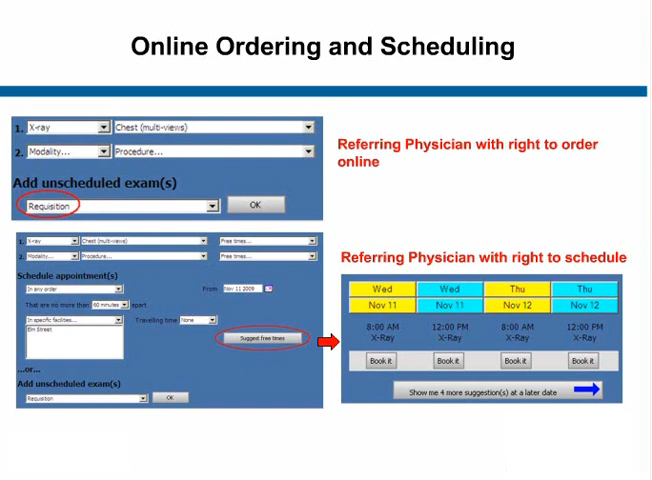 Online Ordering and Scheduling
1. X-ray Chest (multi-views)
2. Modality... Procedure...
Add unscheduled exam(s)
Requisition OK
Referring Physician with right to order
online
1. X-ray Chest (multi-views) Free times...
2. Modality... Procedure... Free times...
Schedule appointment(s)
In any order From Nov 11 2009
That are no more than 60 minutes apart
In specific facilities... Travelling time None
Elm Street
Suggest free times
...or...
Add unscheduled exam(s)
Requisition OK
Referring Physician with right to schedule
Wed Wed Thu Thu
Nov 11 Nov 11 Nov 12 Nov 12
8:00 AM 12:00 PM 8:00 AM 12:00 PM
X-Ray X-Ray X-Ray X-Ray
Book it Book it Book it Book it
Show me 4 more suggestion(s) at a later date